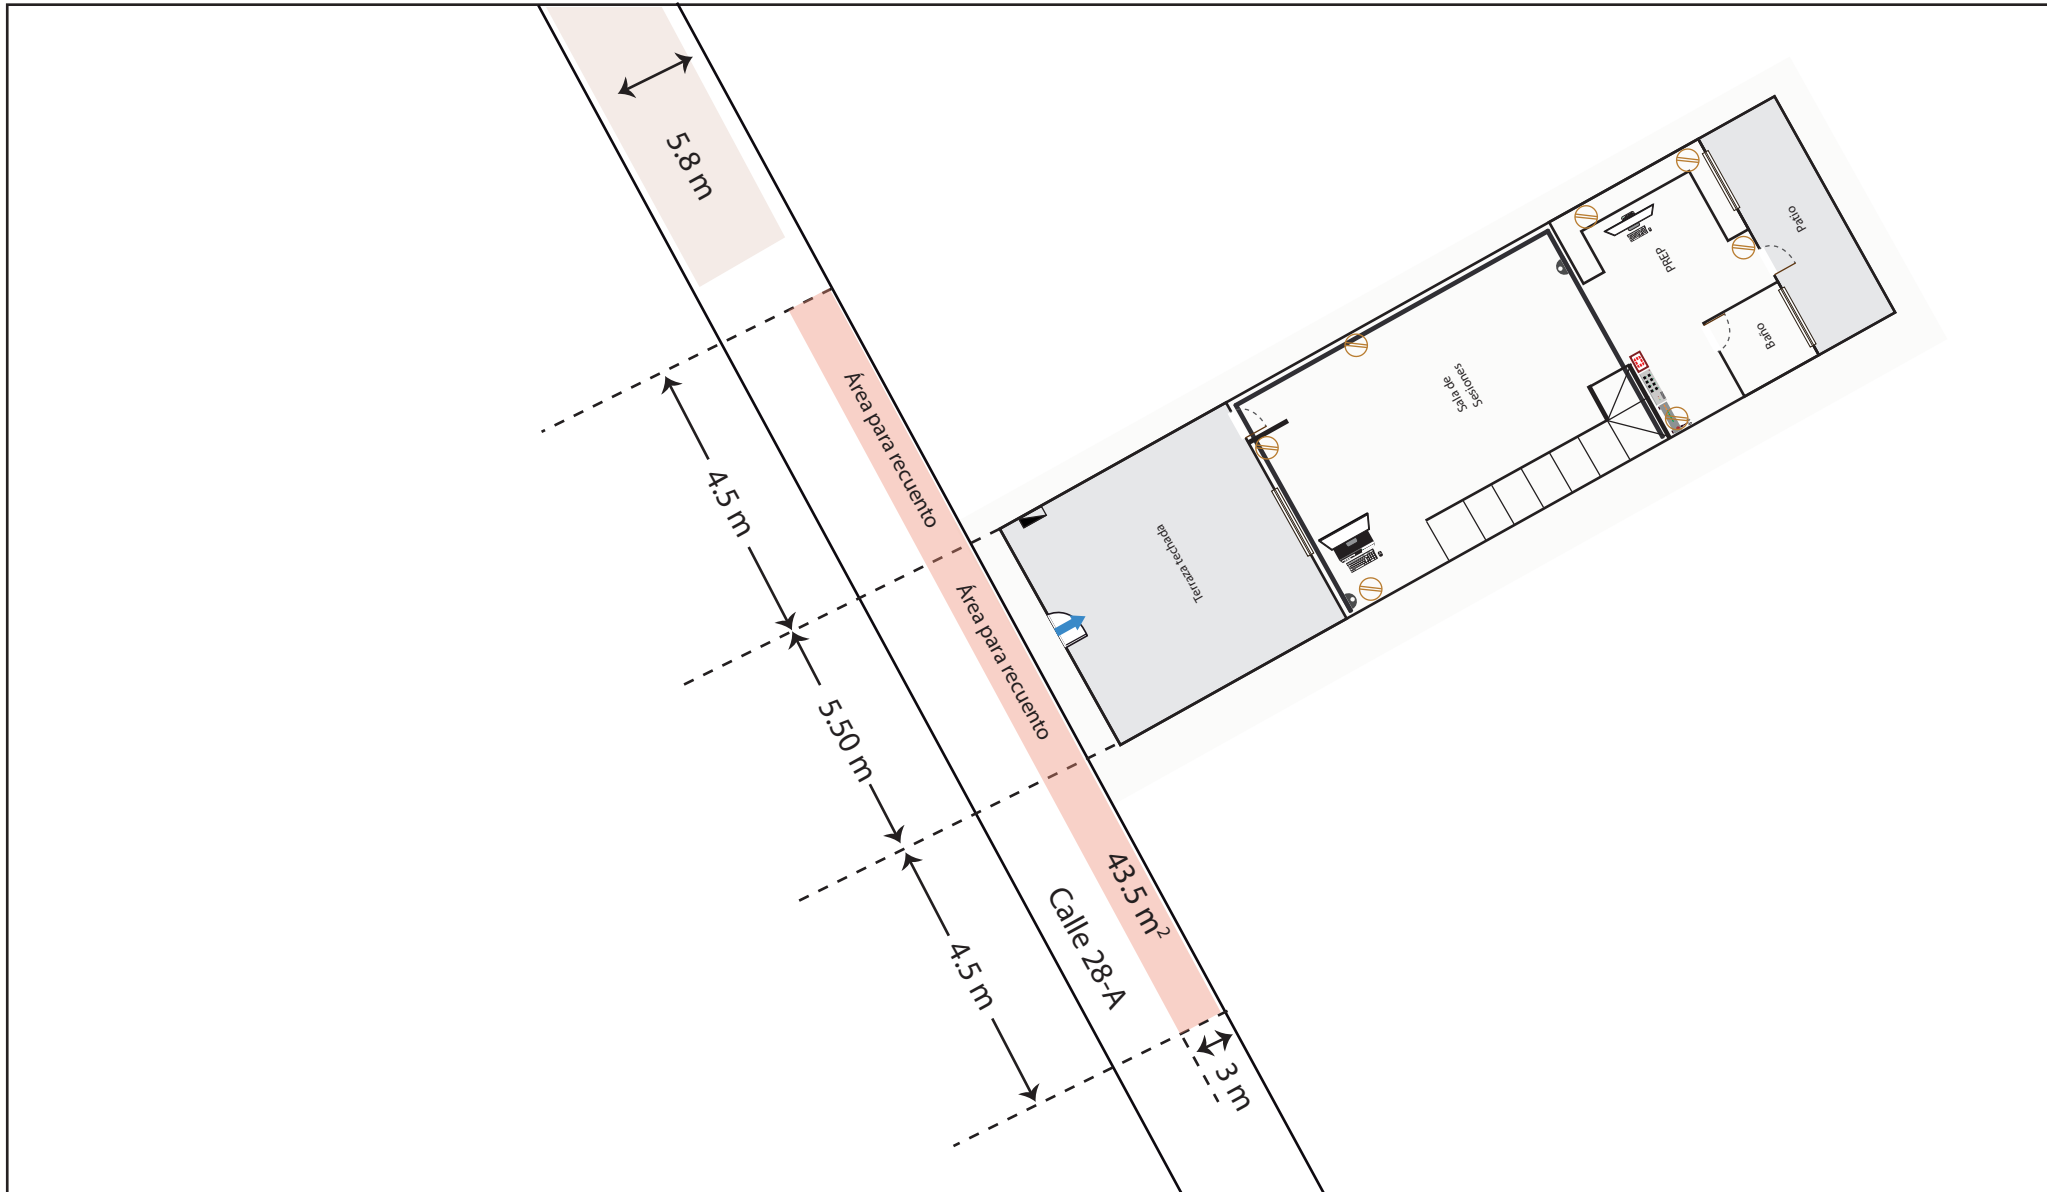 5.8 m
Área para recuento
4.5 m
Área para recuento
5.50 m
43.5 m²
Calle 28-A
4.5 m
3 m
Terraza techada
Sala de
Sesiones
PREP
Baño
Patio